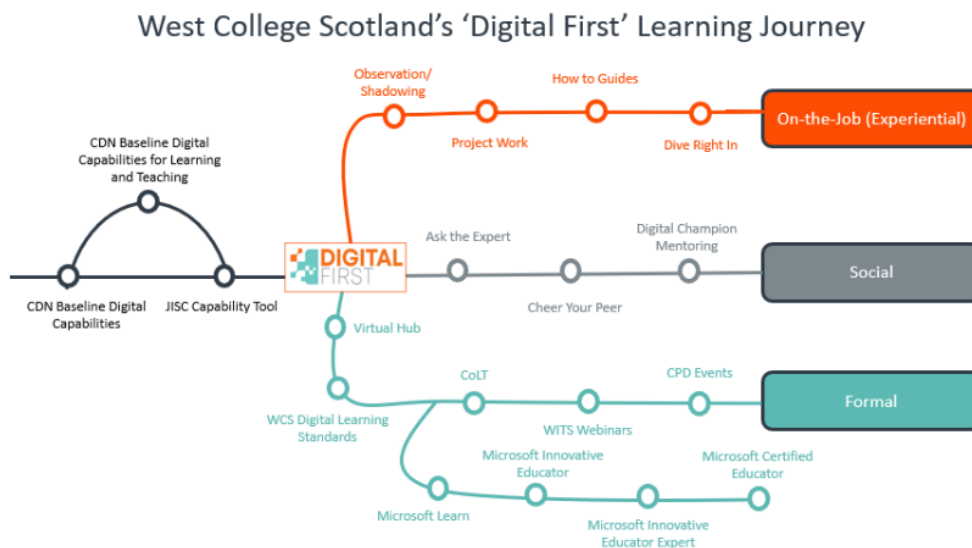 West College Scotland's 'Digital First' Learning Journey
Observation/
Shadowing
How to Guides
Project Work
Dive Right In
On-the-Job (Experiential)
CDN Baseline Digital
Capabilities for Learning
and Teaching
CDN Baseline Digital
Capabilities
JISC Capability Tool
DIGITAL
FIRST
Ask the Expert
Digital Champion
Mentoring
Cheer Your Peer
Social
Virtual Hub
WCS Digital Learning
Standards
CoLT
WITS Webinars
CPD Events
Formal
Microsoft Learn
Microsoft Innovative
Educator
Microsoft Innovative
Educator Expert
Microsoft Certified
Educator